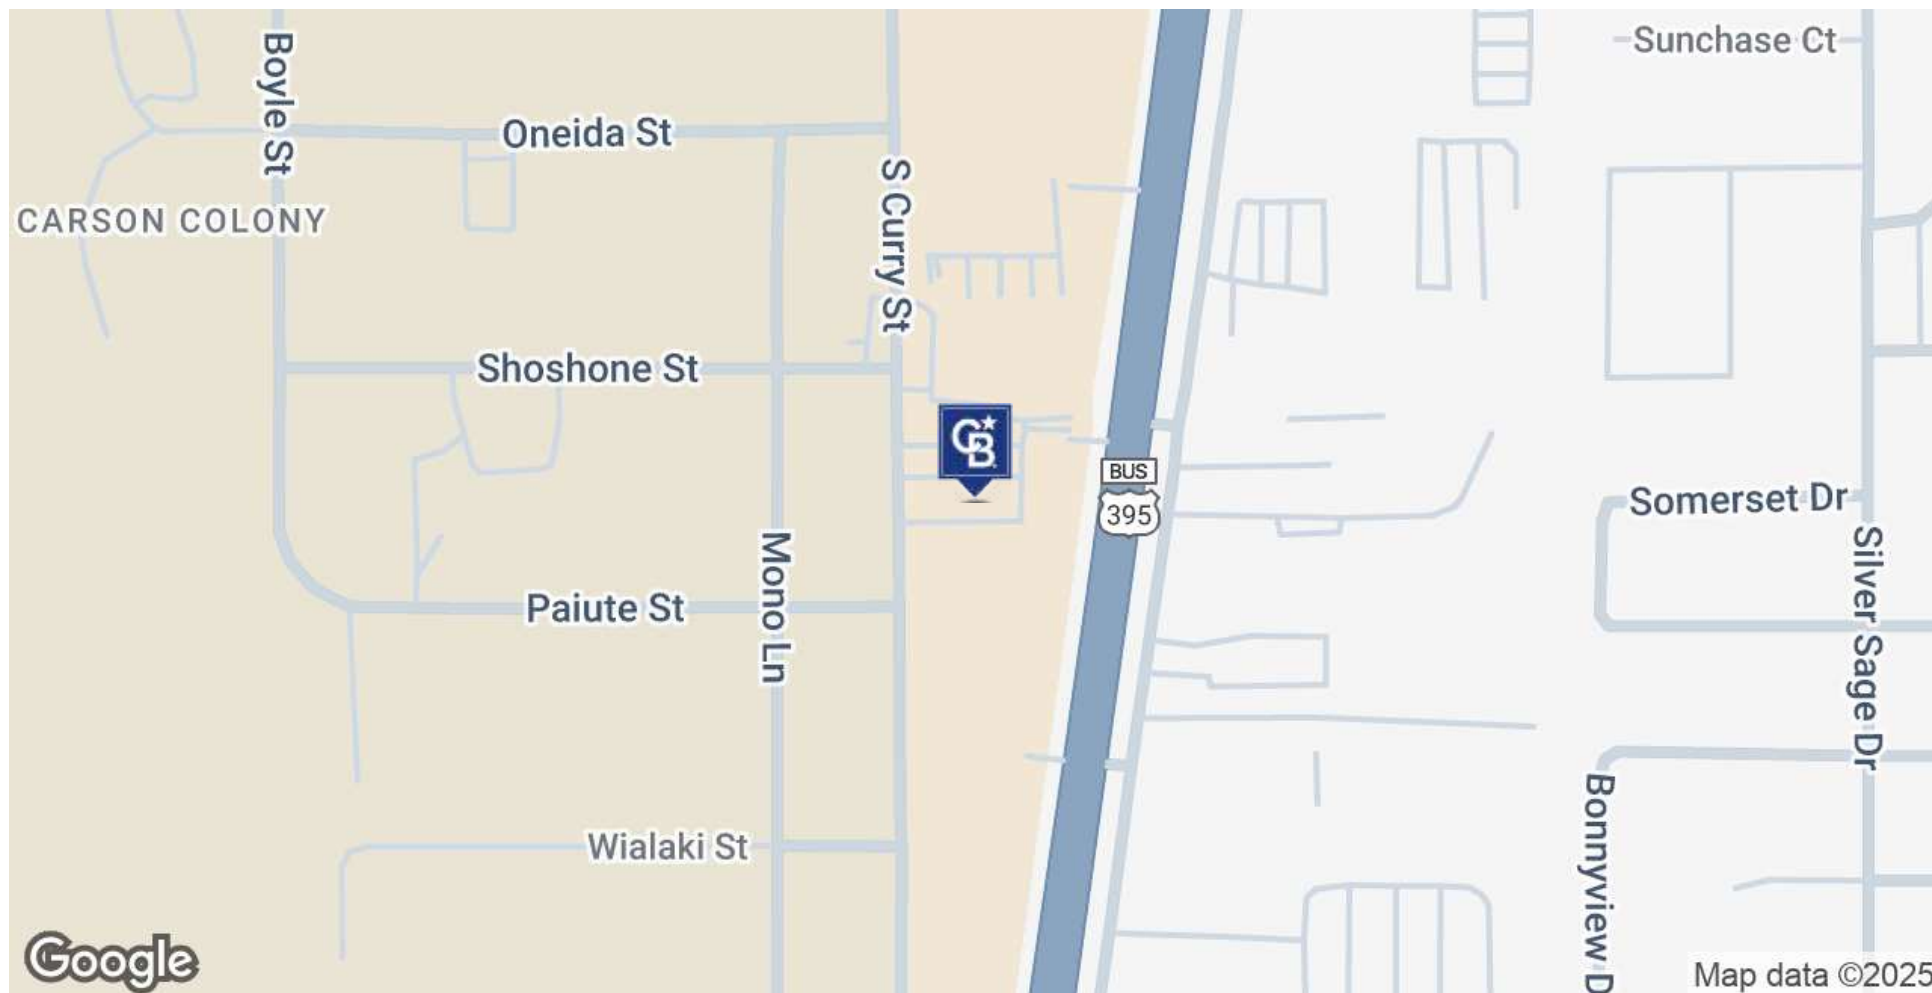 Sunchase Ct
Boyle St
Oneida St
S Curry St
CARSON COLONY
Shoshone St
CB
BUS
395
Somerset Dr
Mono Ln
Silver Sage Dr
Paiute St
Wialaki St
Bonnyview D
Google
Map data ©2025